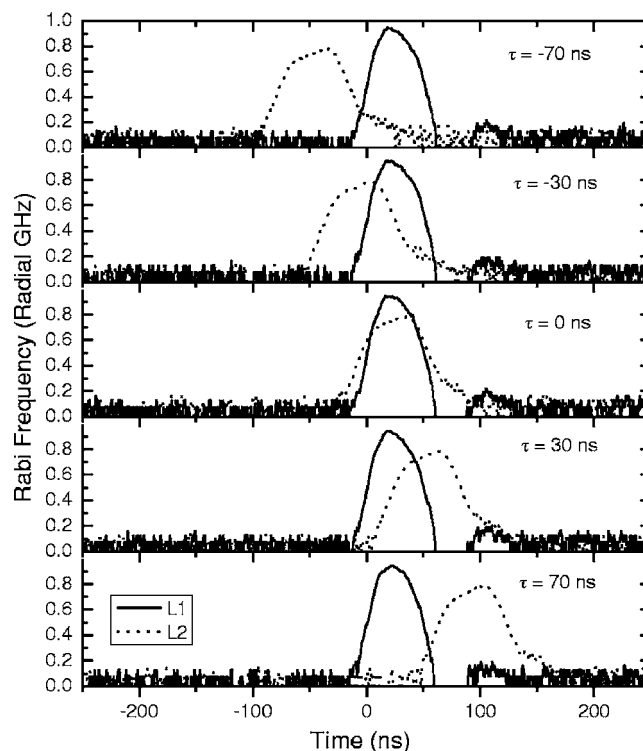 Rabi Frequency (Radial GHz)
1.0
0.8
0.6
0.4
0.2
0.0
τ = -70 ns
0.8
0.6
0.4
0.2
0.0
τ = -30 ns
0.8
0.6
0.4
0.2
0.0
τ = 0 ns
0.8
0.6
0.4
0.2
0.0
τ = 30 ns
0.8
0.6
0.4
0.2
0.0
τ = 70 ns
L1
L2
-200 -100 0 100 200
Time (ns)